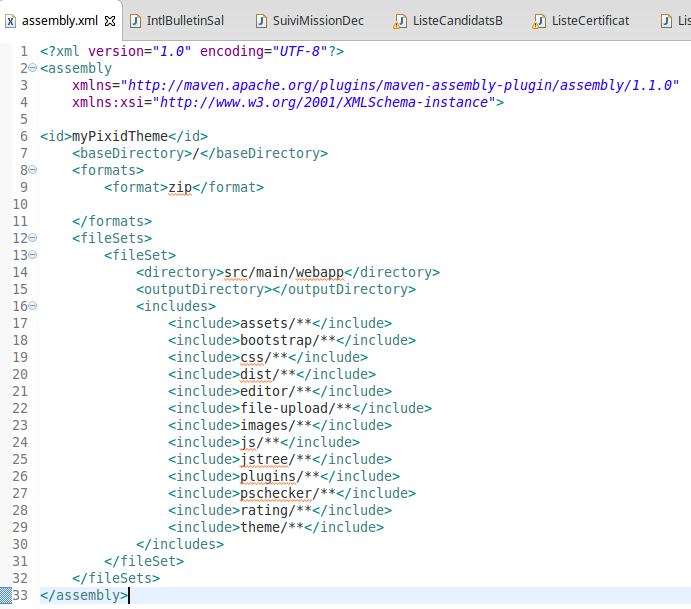 assembly.xml IntlBulletinSal SuiviMissionDec ListeCandidatsB ListeCertificat Lis
1 <?xml version="1.0" encoding="UTF-8"?>
2 <assembly
3     xmlns="http://maven.apache.org/plugins/maven-assembly-plugin/assembly/1.1.0"
4     xmlns:xsi="http://www.w3.org/2001/XMLSchema-instance">
5
6 <id>myPixidTheme</id>
7     <baseDirectory>/</baseDirectory>
8     <formats>
9         <format>zip</format>
10
11     </formats>
12     <fileSets>
13         <fileSet>
14             <directory>src/main/webapp</directory>
15             <outputDirectory></outputDirectory>
16             <includes>
17                 <include>assets/**</include>
18                 <include>bootstrap/**</include>
19                 <include>css/**</include>
20                 <include>dist/**</include>
21                 <include>editor/**</include>
22                 <include>file-upload/**</include>
23                 <include>images/**</include>
24                 <include>js/**</include>
25                 <include>jstree/**</include>
26                 <include>plugins/**</include>
27                 <include>pschecker/**</include>
28                 <include>rating/**</include>
29                 <include>theme/**</include>
30             </includes>
31         </fileSet>
32     </fileSets>
33 </assembly>